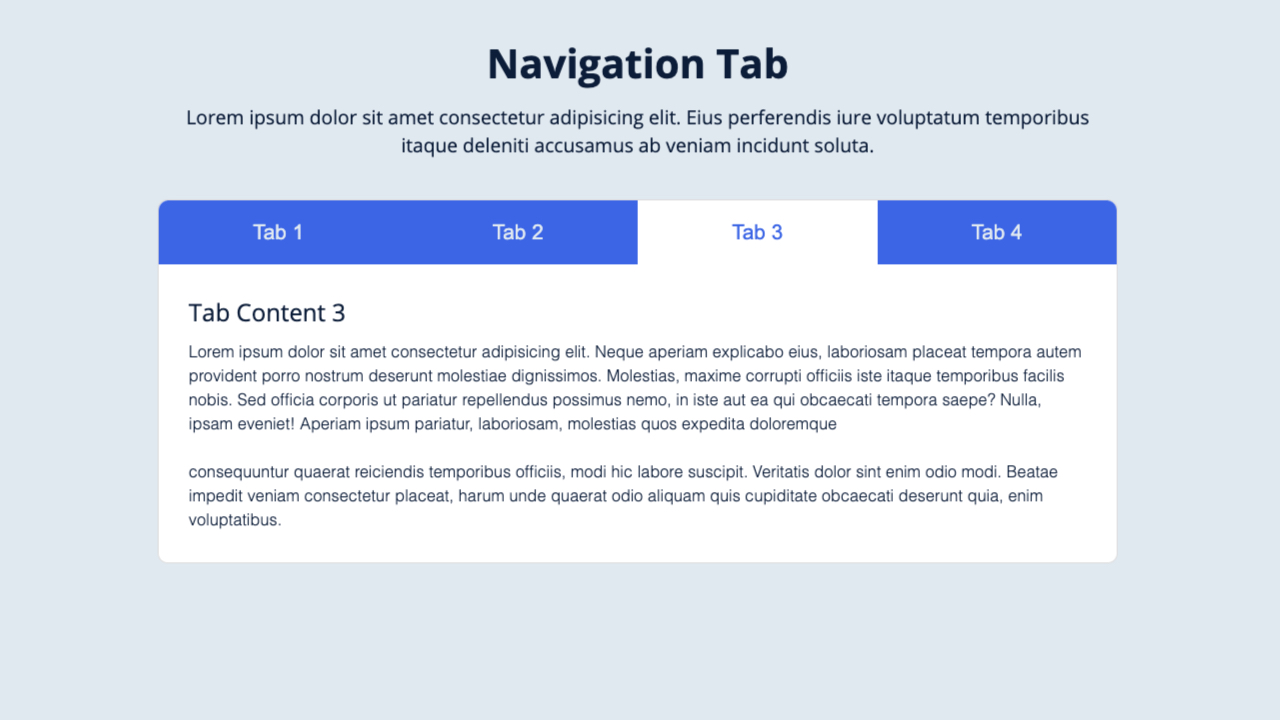 Navigation Tab
Lorem ipsum dolor sit amet consectetur adipisicing elit. Eius perferendis iure voluptatum temporibus
itaque deleniti accusamus ab veniam incidunt soluta.
Tab 1
Tab 2
Tab 3
Tab 4
Tab Content 3
Lorem ipsum dolor sit amet consectetur adipisicing elit. Neque aperiam explicabo eius, laboriosam placeat tempora autem
provident porro nostrum deserunt molestiae dignissimos. Molestias, maxime corrupti officiis iste itaque temporibus facilis
nobis. Sed officia corporis ut pariatur repellendus possimus nemo, in iste aut ea qui obcaecati tempora saepe? Nulla,
ipsam eveniet! Aperiam ipsum pariatur, laboriosam, molestias quos expedita doloremque
consequuntur quaerat reiciendis temporibus officiis, modi hic labore suscipit. Veritatis dolor sint enim odio modi. Beatae
impedit veniam consectetur placeat, harum unde quaerat odio aliquam quis cupiditate obcaecati deserunt quia, enim
voluptatibus.